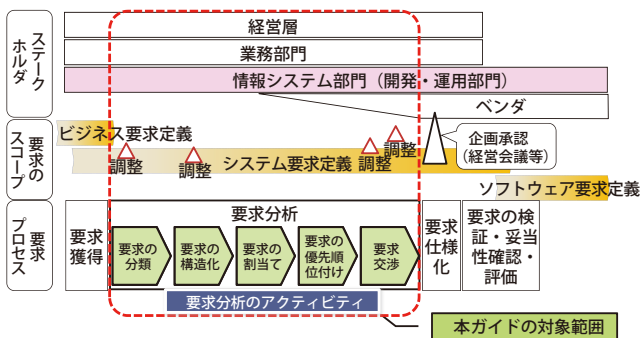 ステークホルダ
経営層
業務部門
情報システム部門（開発・運用部門）
ベンダ
要求のスコープ
ビジネス要求定義
調整
調整
システム要求定義
調整
調整
企画承認
（経営会議等）
ソフトウェア要求定義
要求プロセス
要求
獲得
要求分析
要求の
分類
要求の
構造化
要求の
割当て
要求の
優先順
位付け
要求
交渉
要求
仕様
化
要求の検
証・妥当
性確認・
評価
要求分析のアクティビティ
本ガイドの対象範囲